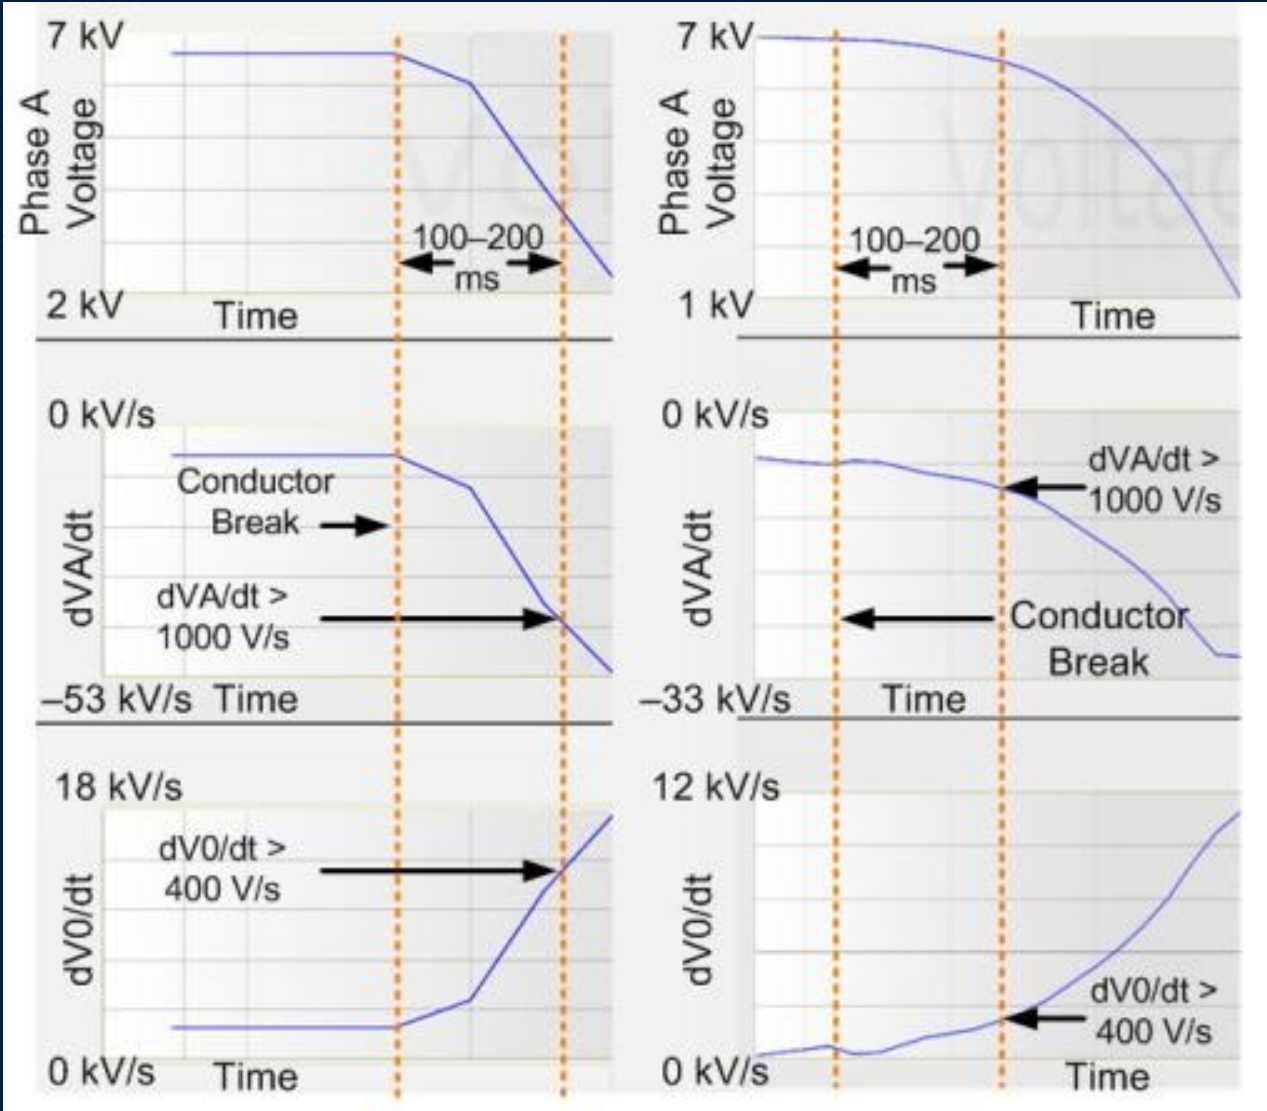 7 kV
Phase A
Voltage
100–200
ms
2 kV
Time
7 kV
Phase A
Voltage
Voltag
100–200
ms
1 kV
Time
0 kV/s
dVA/dt
Conductor
Break
dVA/dt >
1000 V/s
–53 kV/s
Time
0 kV/s
dVA/dt
dVA/dt >
1000 V/s
Conductor
Break
–33 kV/s
Time
18 kV/s
dV0/dt
dV0/dt >
400 V/s
0 kV/s
Time
12 kV/s
dV0/dt
dV0/dt >
400 V/s
0 kV/s
Time